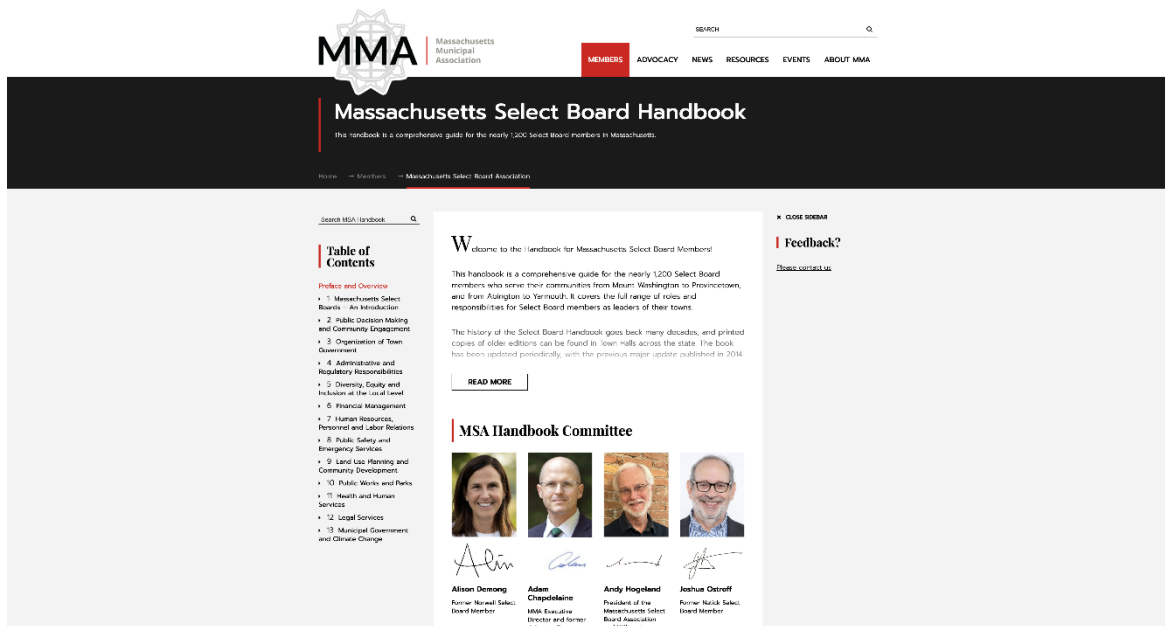 MMA
Massachusetts
Municipal
Association
SEARCH
MEMBERS ADVOCACY NEWS RESOURCES EVENTS ABOUT MMA
Massachusetts Select Board Handbook
This handbook is a comprehensive guide for the nearly 1,200 Select Board members in Massachusetts.
Home → Members → Massachusetts Select Board Association
Search MSA Handbook
Table of
Contents
Preface and Overview
1 Massachusetts Select
Boards – An Introduction
2 Public Decision Making
and Community Engagement
3 Organization of Town
Government
4 Administrative and
Regulatory Responsibilities
5 Diversity, Equity and
Inclusion at the Local Level
6 Financial Management
7 Human Resources,
Personnel and Labor Relations
8 Public Safety and
Emergency Services
9 Land Use Planning and
Community Development
10 Public Works and Parks
11 Health and Human
Services
12 Legal Services
13 Municipal Government
and Climate Change
Welcome to the Handbook for Massachusetts Select Board Members!
This handbook is a comprehensive guide for the nearly 1,200 Select Board
members who serve their communities from Mount Washington to Provincetown,
and from Abington to Yarmouth. It covers the full range of roles and
responsibilities for Select Board members as leaders of their towns.
The history of the Select Board Handbook goes back many decades, and printed
copies of older editions can be found in Town Halls across the state. The book
has been updated periodically, with the previous major update published in 2014.
READ MORE
MSA Handbook Committee
Alison Demong
Former Norwell Select
Board Member
Adam
Chapdelaine
MMA Executive
Director and former
Andy Hogeland
President of the
Massachusetts Select
Board Association
Joshua Ostroff
Former Natick Select
Board Member
× CLOSE SIDEBAR
Feedback?
Please contact us